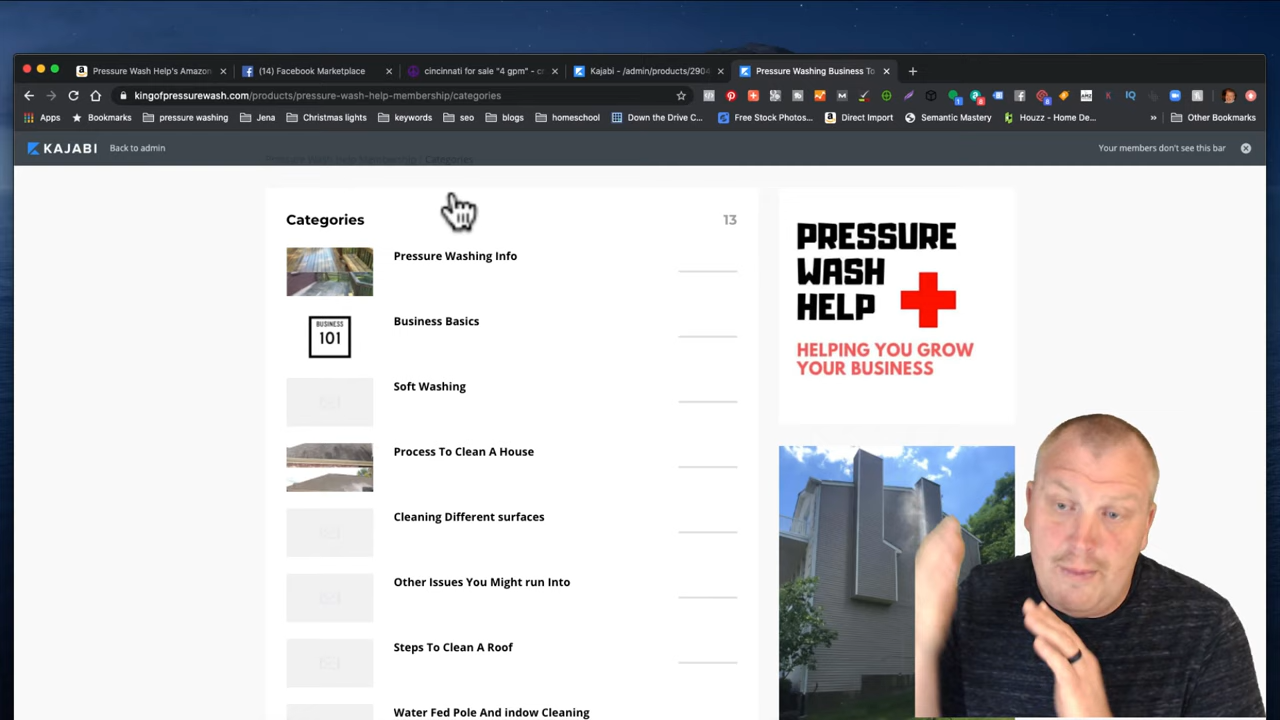 Pressure Wash Help's Amazon
(14) Facebook Marketplace
cincinnati for sale "4 gpm" - c
Kajabi - /admin/products/2904
Pressure Washing Business To
kingofpressurewash.com/products/pressure-wash-help-membership/categories
Apps
Bookmarks
pressure washing
Jena
Christmas lights
keywords
seo
blogs
homeschool
Down the Drive C...
Free Stock Photos...
Direct Import
Semantic Mastery
Houzz - Home De...
Other Bookmarks
KAJABI
Back to admin
Your members don't see this bar
Pressure Wash Help Membership / Categories
Categories
13
Pressure Washing Info
BUSINESS
101
Business Basics
Soft Washing
Process To Clean A House
Cleaning Different surfaces
Other Issues You Might run Into
Steps To Clean A Roof
Water Fed Pole And indow Cleaning
PRESSURE
WASH
HELP
HELPING YOU GROW
YOUR BUSINESS